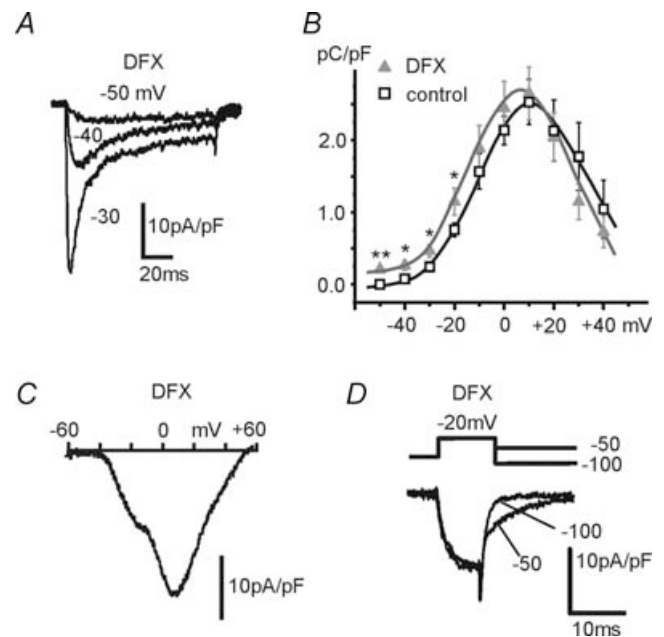 A
DFX
-50 mV
-40
-30
10pA/pF
20ms
B
pC/pF
DFX
control
2.0
1.0
0.0
** * * *
-40 -20 0 +20 +40 mV
C
DFX
-60 0 mV +60
10pA/pF
D
DFX
-20mV
-50
-100
-100
-50
10pA/pF
10ms